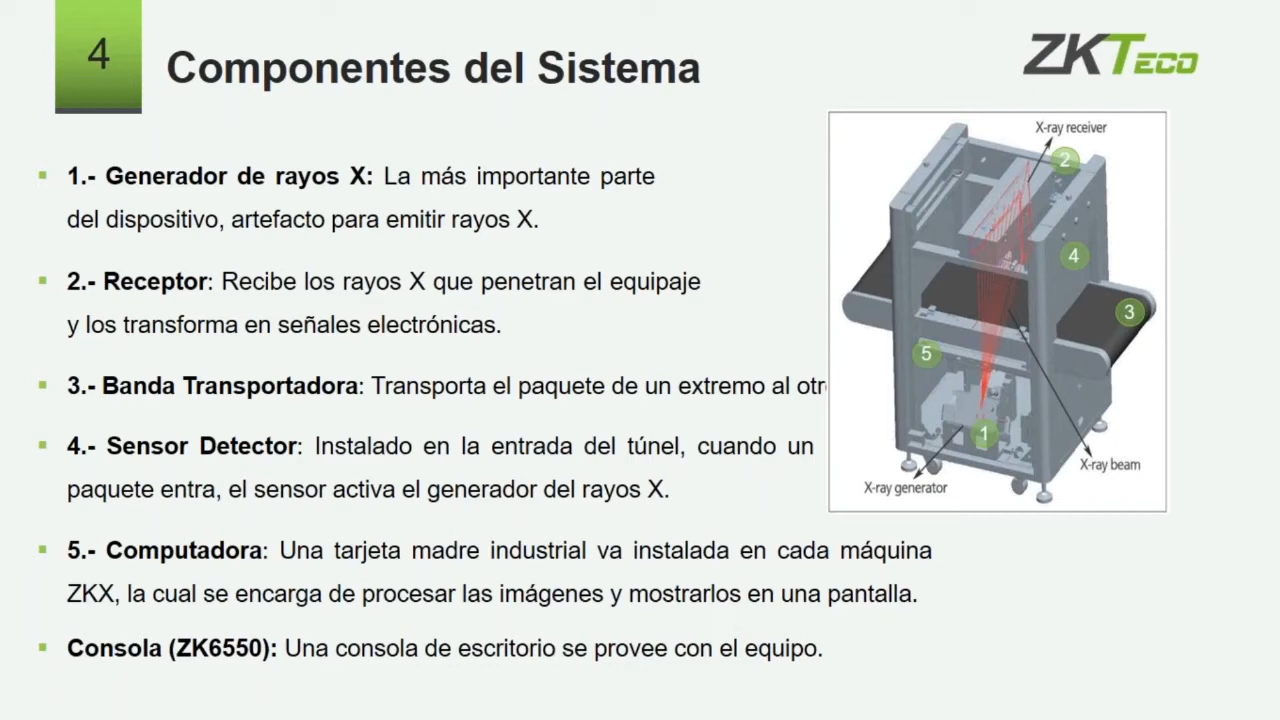 4
Componentes del Sistema
ZKTECO
1.- Generador de rayos X: La más importante parte
del dispositivo, artefacto para emitir rayos X.
2.- Receptor: Recibe los rayos X que penetran el equipaje
y los transforma en señales electrónicas.
3.- Banda Transportadora: Transporta el paquete de un extremo al otr
4.- Sensor Detector: Instalado en la entrada del túnel, cuando un
paquete entra, el sensor activa el generador del rayos X.
5.- Computadora: Una tarjeta madre industrial va instalada en cada máquina
ZKX, la cual se encarga de procesar las imágenes y mostrarlos en una pantalla.
Consola (ZK6550): Una consola de escritorio se provee con el equipo.
X-ray receiver
2
4
3
5
1
X-ray beam
X-ray generator